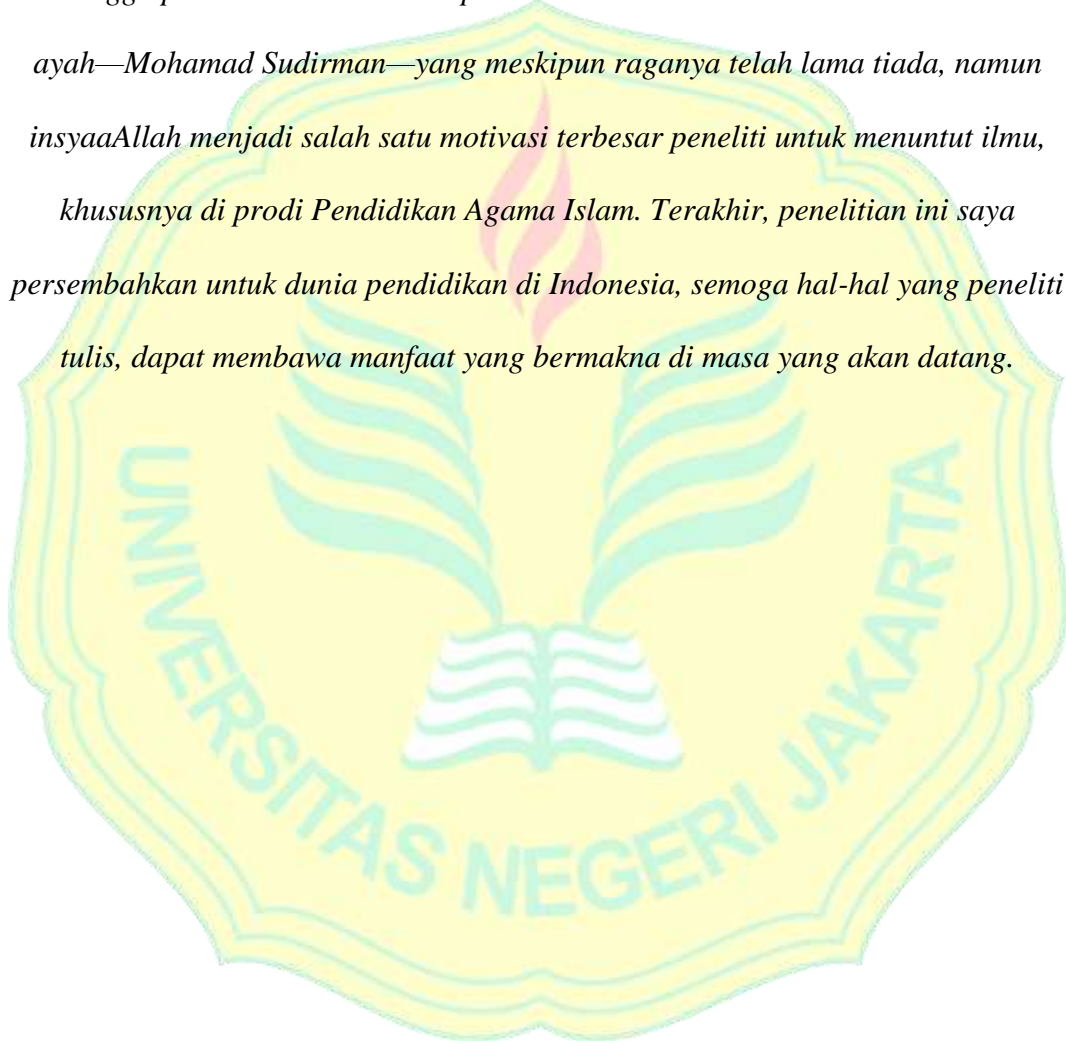 ayah—Mohamad Sudirman—yang meskipun raganya telah lama tiada, namun
insyaaAllah menjadi salah satu motivasi terbesar peneliti untuk menuntut ilmu,
khususnya di prodi Pendidikan Agama Islam. Terakhir, penelitian ini saya
persembahkan untuk dunia pendidikan di Indonesia, semoga hal-hal yang peneliti
tulis, dapat membawa manfaat yang bermakna di masa yang akan datang.
UNIVERSITAS NEGERI JAKARTA